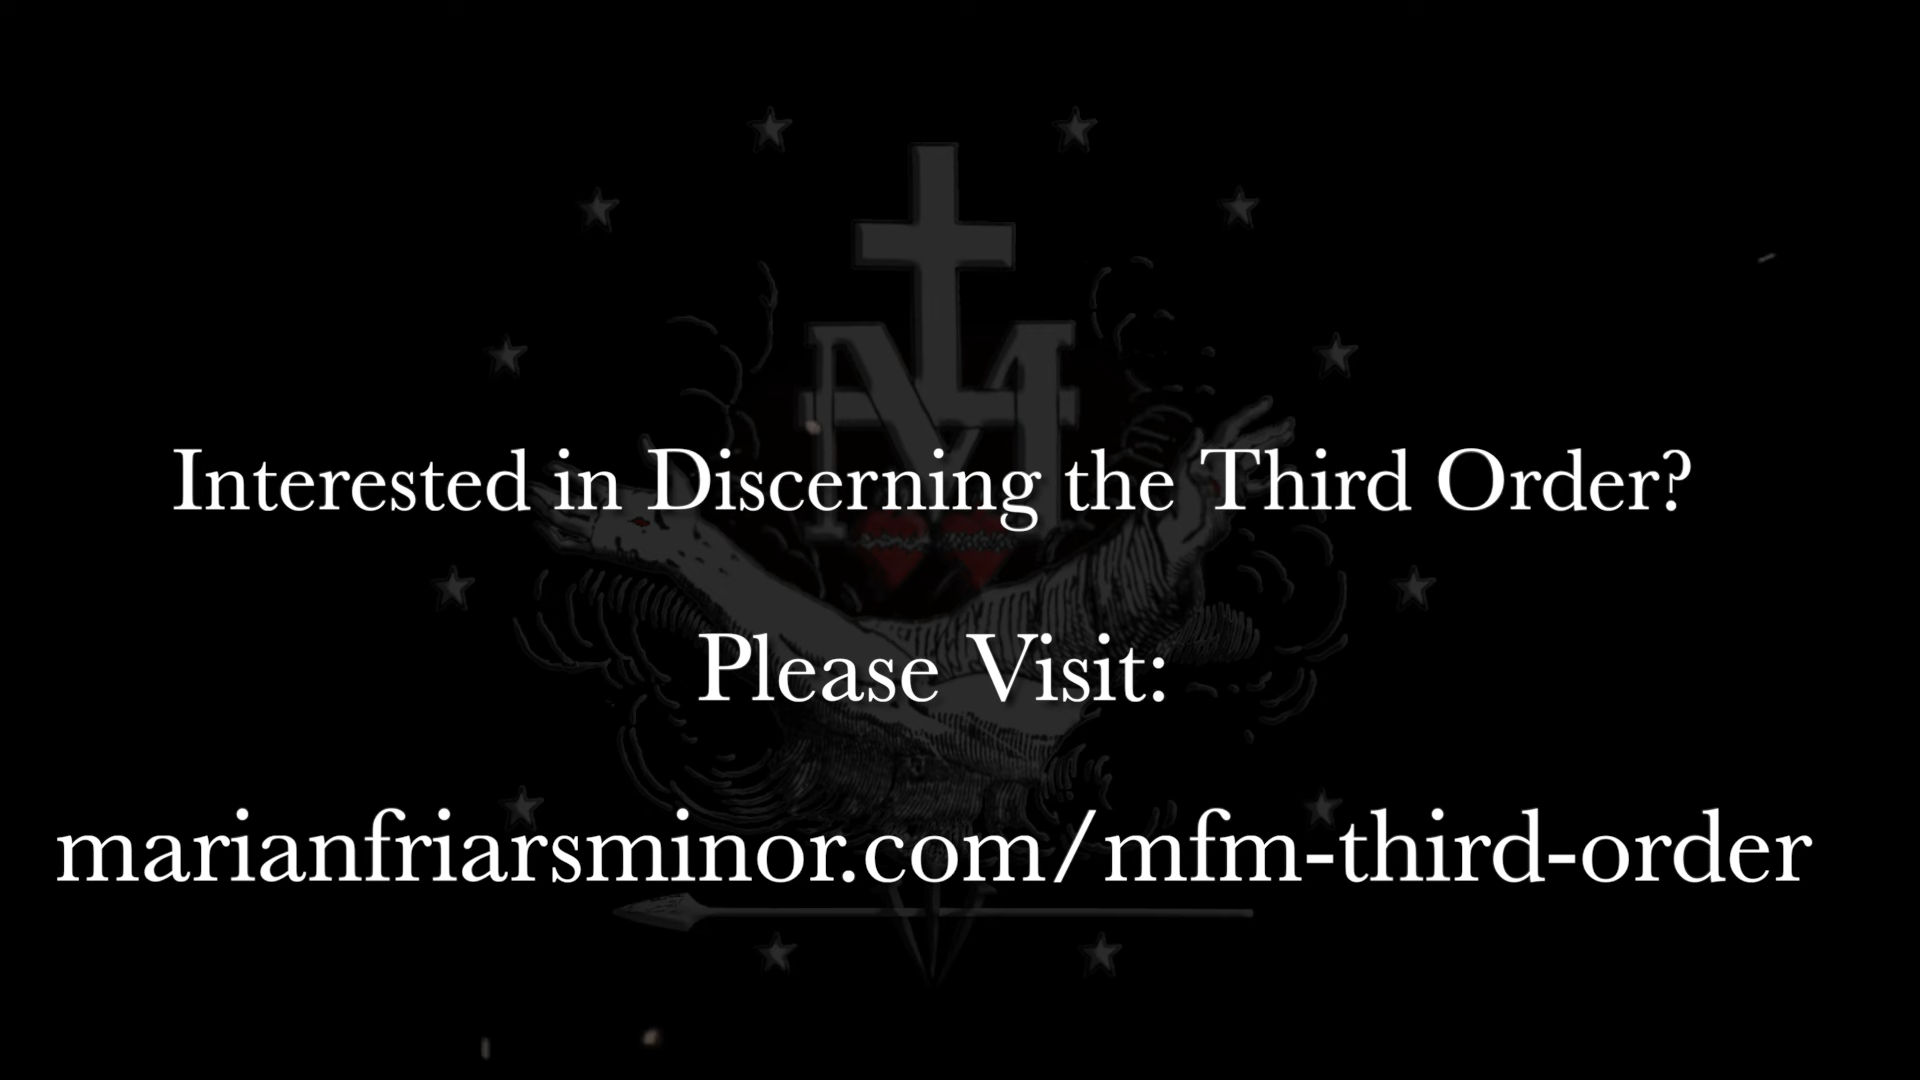 Interested in Discerning the Third Order?
Please Visit:
marianfriarsminor.com/mfm-third-order